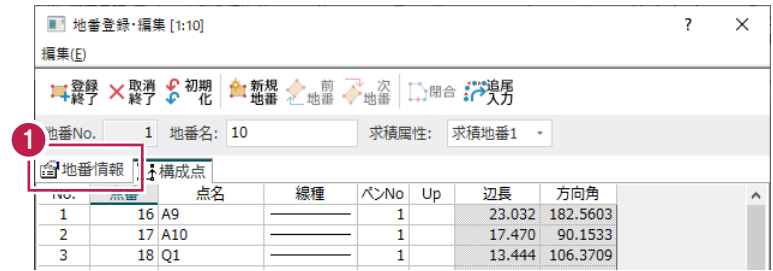 地番登録・編集 [1:10] ? ×
編集(E)
登録終了 取消終了 初期化 新規地番 前地番 次地番 閉合 追尾入力
地番No. 1 地番名: 10 求積属性: 求積地番1
1
地番情報 構成点
No. 点番 点名 線種 ペンNo Up 辺長 方向角
1 16 A9 1 23.032 182.5603
2 17 A10 1 17.470 90.1533
3 18 Q1 1 13.444 106.3709